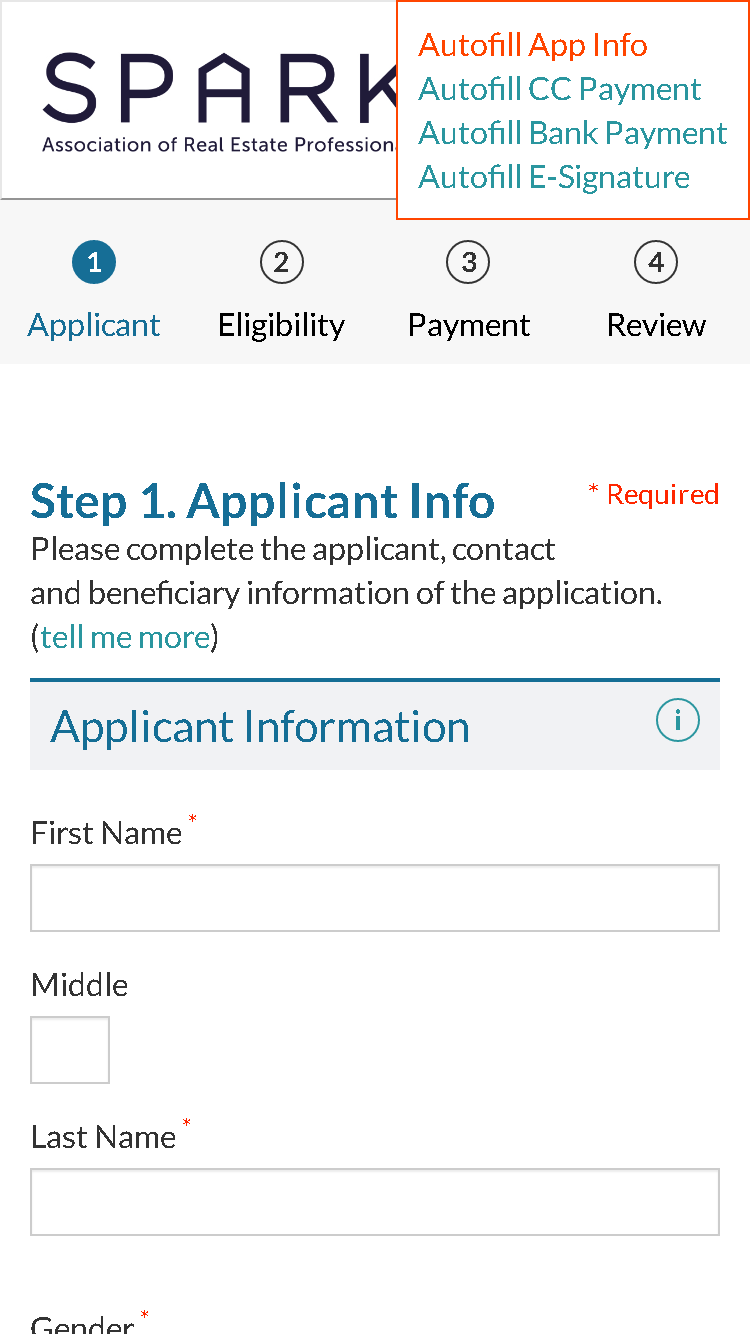 SPARK
Association of Real Estate
Autofill App Info
Autofill CC Payment
Autofill Bank Payment
Autofill E-Signature
1 2 3 4
Applicant Eligibility Payment Review
Step 1. Applicant Info * Required
Please complete the applicant, contact
and beneficiary information of the application.
(tell me more)
Applicant Information i
First Name *
Middle
Last Name *
Gender *